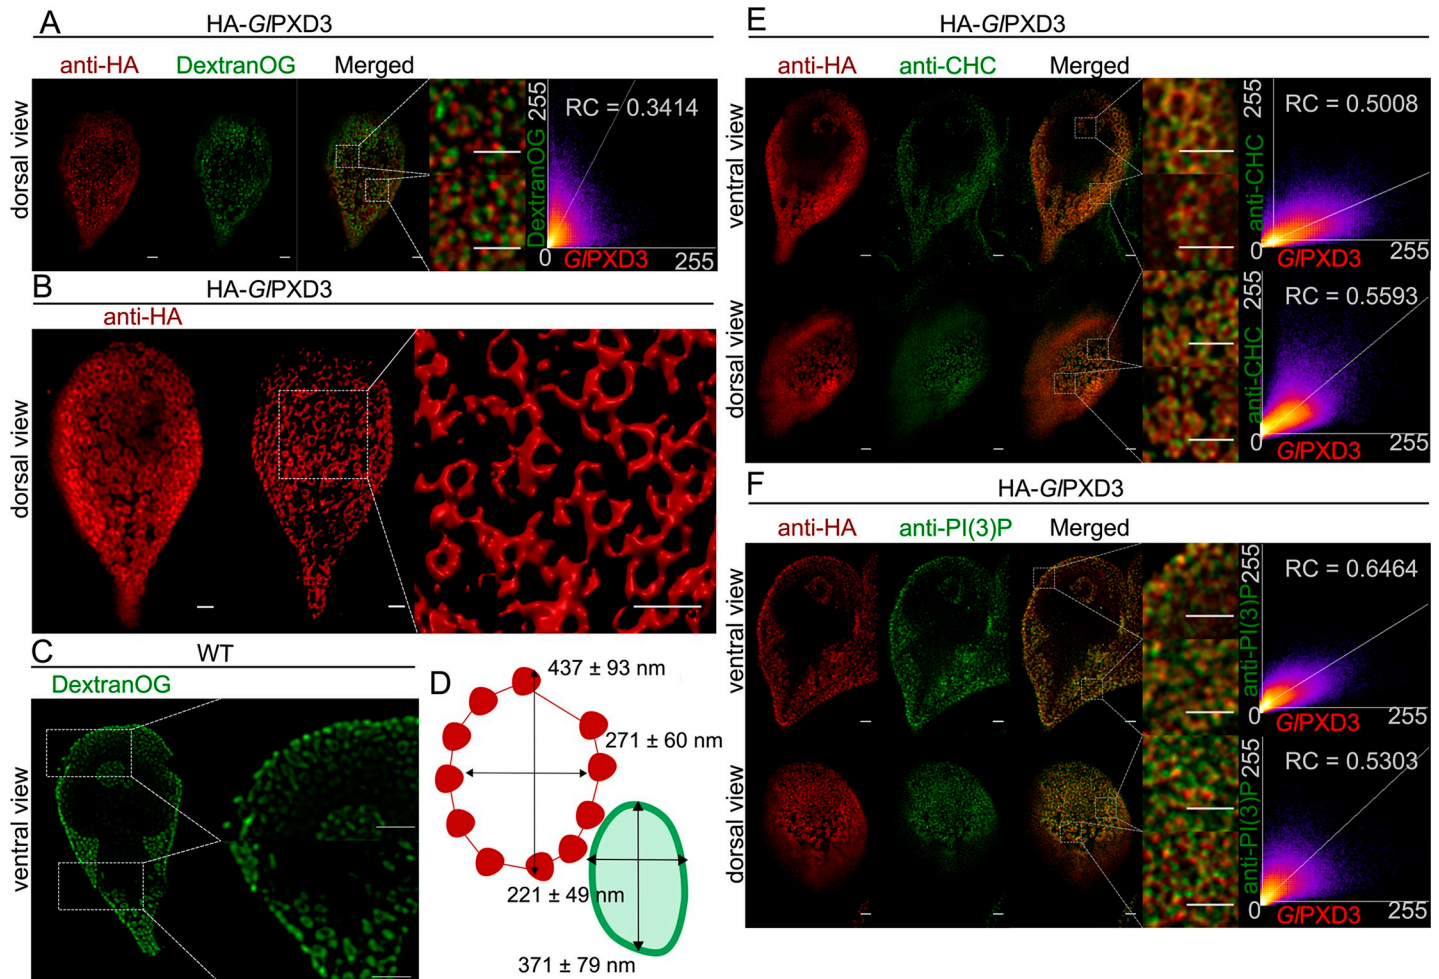 A
HA-GlPXD3
anti-HA DextranOG Merged
dorsal view
DextranOG
255
RC = 0.3414
0
GlPXD3
255
B
HA-GlPXD3
anti-HA
dorsal view
C
WT
DextranOG
ventral view
D
437 ± 93 nm
271 ± 60 nm
221 ± 49 nm
371 ± 79 nm
E
HA-GlPXD3
anti-HA anti-CHC Merged
ventral view
anti-CHC
255
RC = 0.5008
0
GlPXD3
255
dorsal view
anti-CHC
255
RC = 0.5593
0
GlPXD3
255
F
HA-GlPXD3
anti-HA anti-PI(3)P Merged
ventral view
anti-PI(3)P
255
RC = 0.6464
0
GlPXD3
255
dorsal view
anti-PI(3)P
255
RC = 0.5303
0
GlPXD3
255